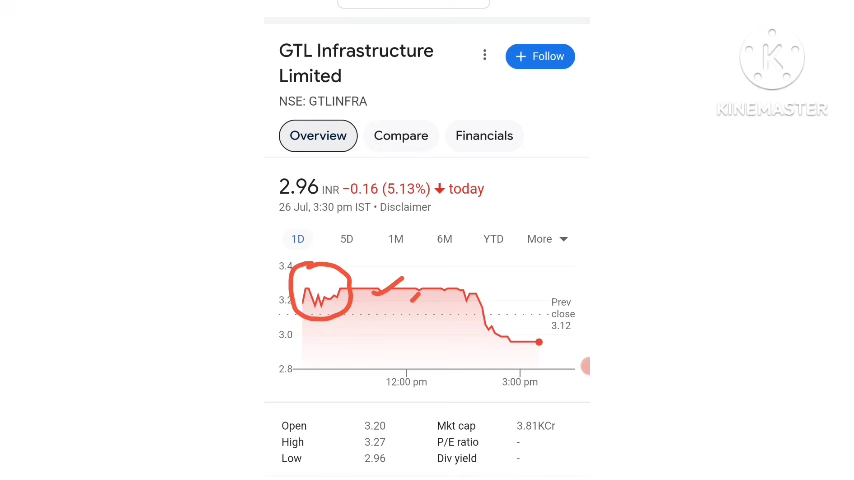 GTL Infrastructure
Limited
+ Follow
NSE: GTLINFRA
Overview Compare Financials
2.96 INR −0.16 (5.13%) ↓ today
26 Jul, 3:30 pm IST • Disclaimer
1D 5D 1M 6M YTD More
3.4
3.2
3.0
2.8
Prev
close
3.12
12:00 pm 3:00 pm
Open 3.20 Mkt cap 3.81KCr
High 3.27 P/E ratio -
Low 2.96 Div yield -
K
KINEMASTER